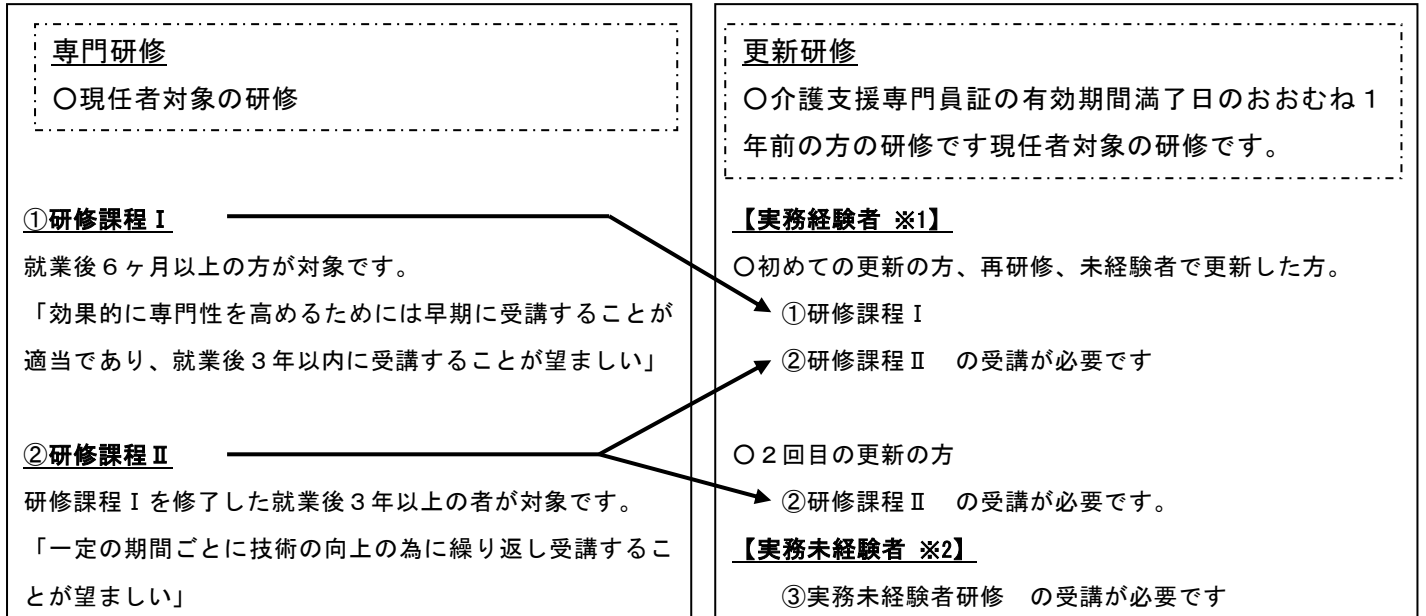 専門研修
〇現任者対象の研修
①研修課程Ⅰ
就業後６ヶ月以上の方が対象です。
「効果的に専門性を高めるためには早期に受講することが
適当であり、就業後３年以内に受講することが望ましい」
②研修課程Ⅱ
研修課程Ⅰを修了した就業後３年以上の者が対象です。
「一定の期間ごとに技術の向上の為に繰り返し受講するこ
とが望ましい」
更新研修
〇介護支援専門員証の有効期間満了日のおおむね１
年前の方の研修です現任者対象の研修です。
【実務経験者 ※1】
〇初めての更新の方、再研修、未経験者で更新した方。
①研修課程Ⅰ
②研修課程Ⅱ　の受講が必要です
〇２回目の更新の方
②研修課程Ⅱ　の受講が必要です。
【実務未経験者 ※2】
③実務未経験者研修　の受講が必要です